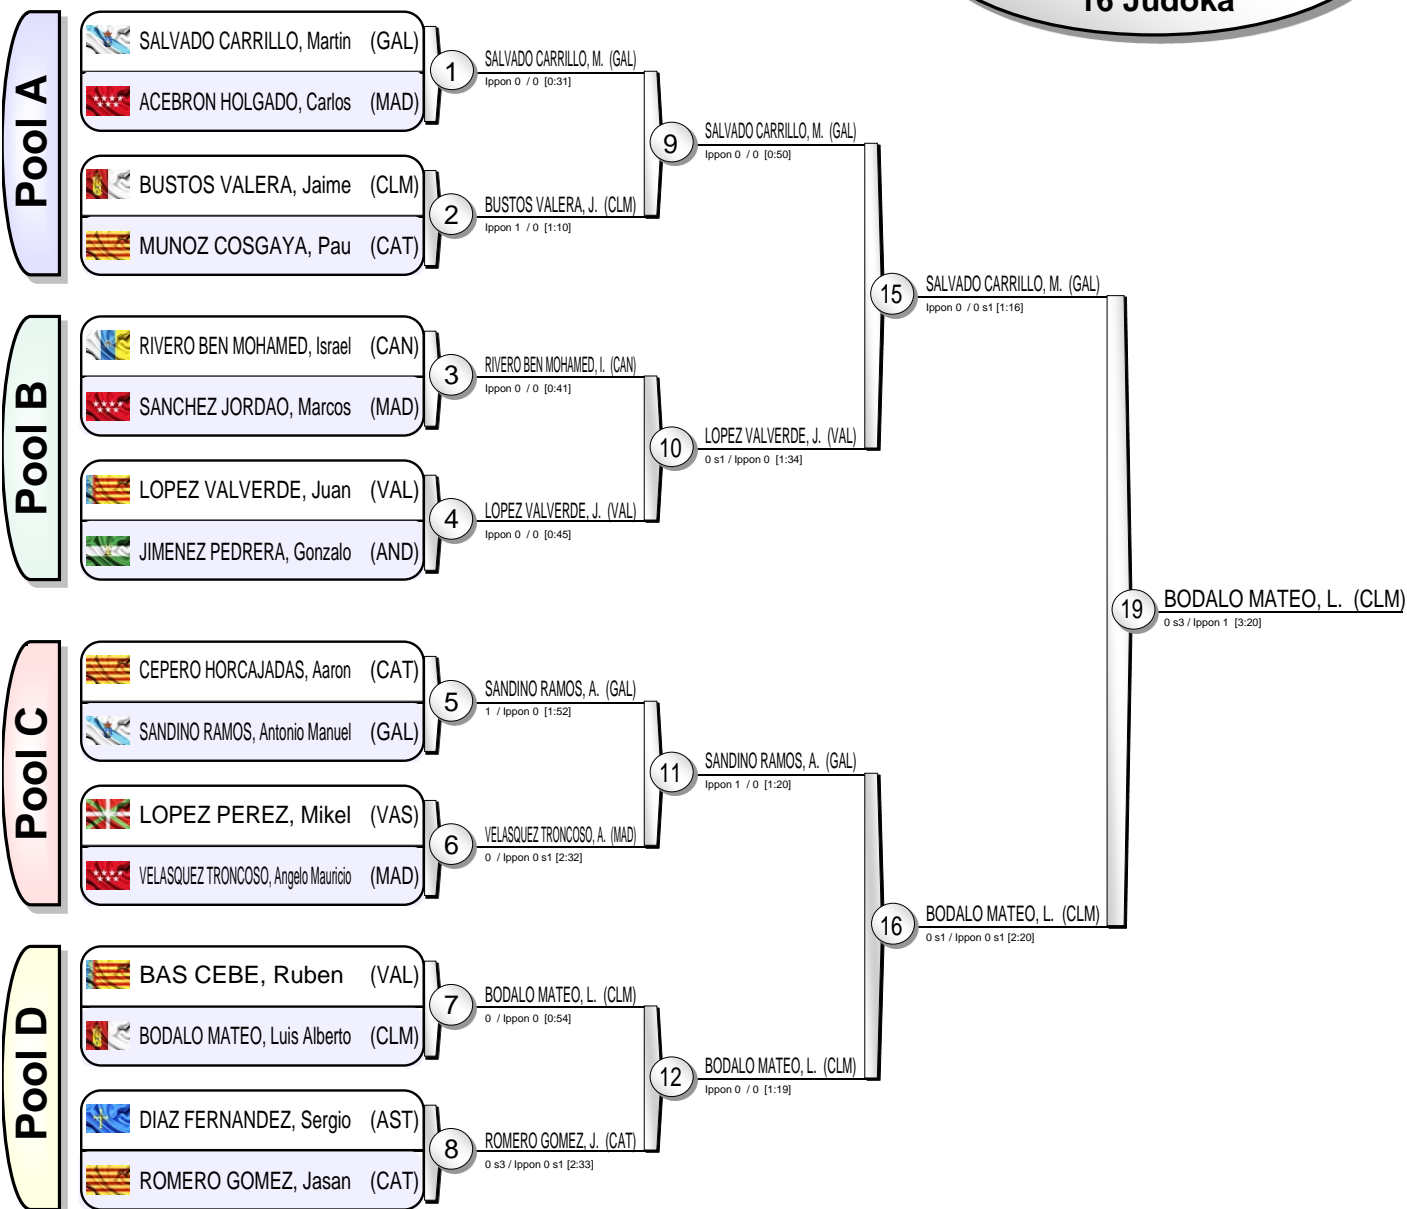 16 Judoka
Pool A
SALVADO CARRILLO, Martin (GAL)
ACEBRON HOLGADO, Carlos (MAD)
1
SALVADO CARRILLO, M. (GAL)
Ippon 0 / 0 [0:31]
BUSTOS VALERA, Jaime (CLM)
MUNOZ COSGAYA, Pau (CAT)
2
BUSTOS VALERA, J. (CLM)
Ippon 1 / 0 [1:10]
9
SALVADO CARRILLO, M. (GAL)
Ippon 0 / 0 [0:50]
Pool B
RIVERO BEN MOHAMED, Israel (CAN)
SANCHEZ JORDAO, Marcos (MAD)
3
RIVERO BEN MOHAMED, I. (CAN)
Ippon 0 / 0 [0:41]
LOPEZ VALVERDE, Juan (VAL)
JIMENEZ PEDRERA, Gonzalo (AND)
4
LOPEZ VALVERDE, J. (VAL)
Ippon 0 / 0 [0:45]
10
LOPEZ VALVERDE, J. (VAL)
0 s1 / Ippon 0 [1:34]
15
SALVADO CARRILLO, M. (GAL)
Ippon 0 / 0 s1 [1:16]
Pool C
CEPERO HORCAJADAS, Aaron (CAT)
SANDINO RAMOS, Antonio Manuel (GAL)
5
SANDINO RAMOS, A. (GAL)
1 / Ippon 0 [1:52]
LOPEZ PEREZ, Mikel (VAS)
VELASQUEZ TRONCOSO, Angelo Mauricio (MAD)
6
VELASQUEZ TRONCOSO, A. (MAD)
0 / Ippon 0 s1 [2:32]
11
SANDINO RAMOS, A. (GAL)
Ippon 1 / 0 [1:20]
Pool D
BAS CEBE, Ruben (VAL)
BODALO MATEO, Luis Alberto (CLM)
7
BODALO MATEO, L. (CLM)
0 / Ippon 0 [0:54]
DIAZ FERNANDEZ, Sergio (AST)
ROMERO GOMEZ, Jasan (CAT)
8
ROMERO GOMEZ, J. (CAT)
0 s3 / Ippon 0 s1 [2:33]
12
BODALO MATEO, L. (CLM)
Ippon 0 / 0 [1:19]
16
BODALO MATEO, L. (CLM)
0 s1 / Ippon 0 s1 [2:20]
19
BODALO MATEO, L. (CLM)
0 s3 / Ippon 1 [3:20]